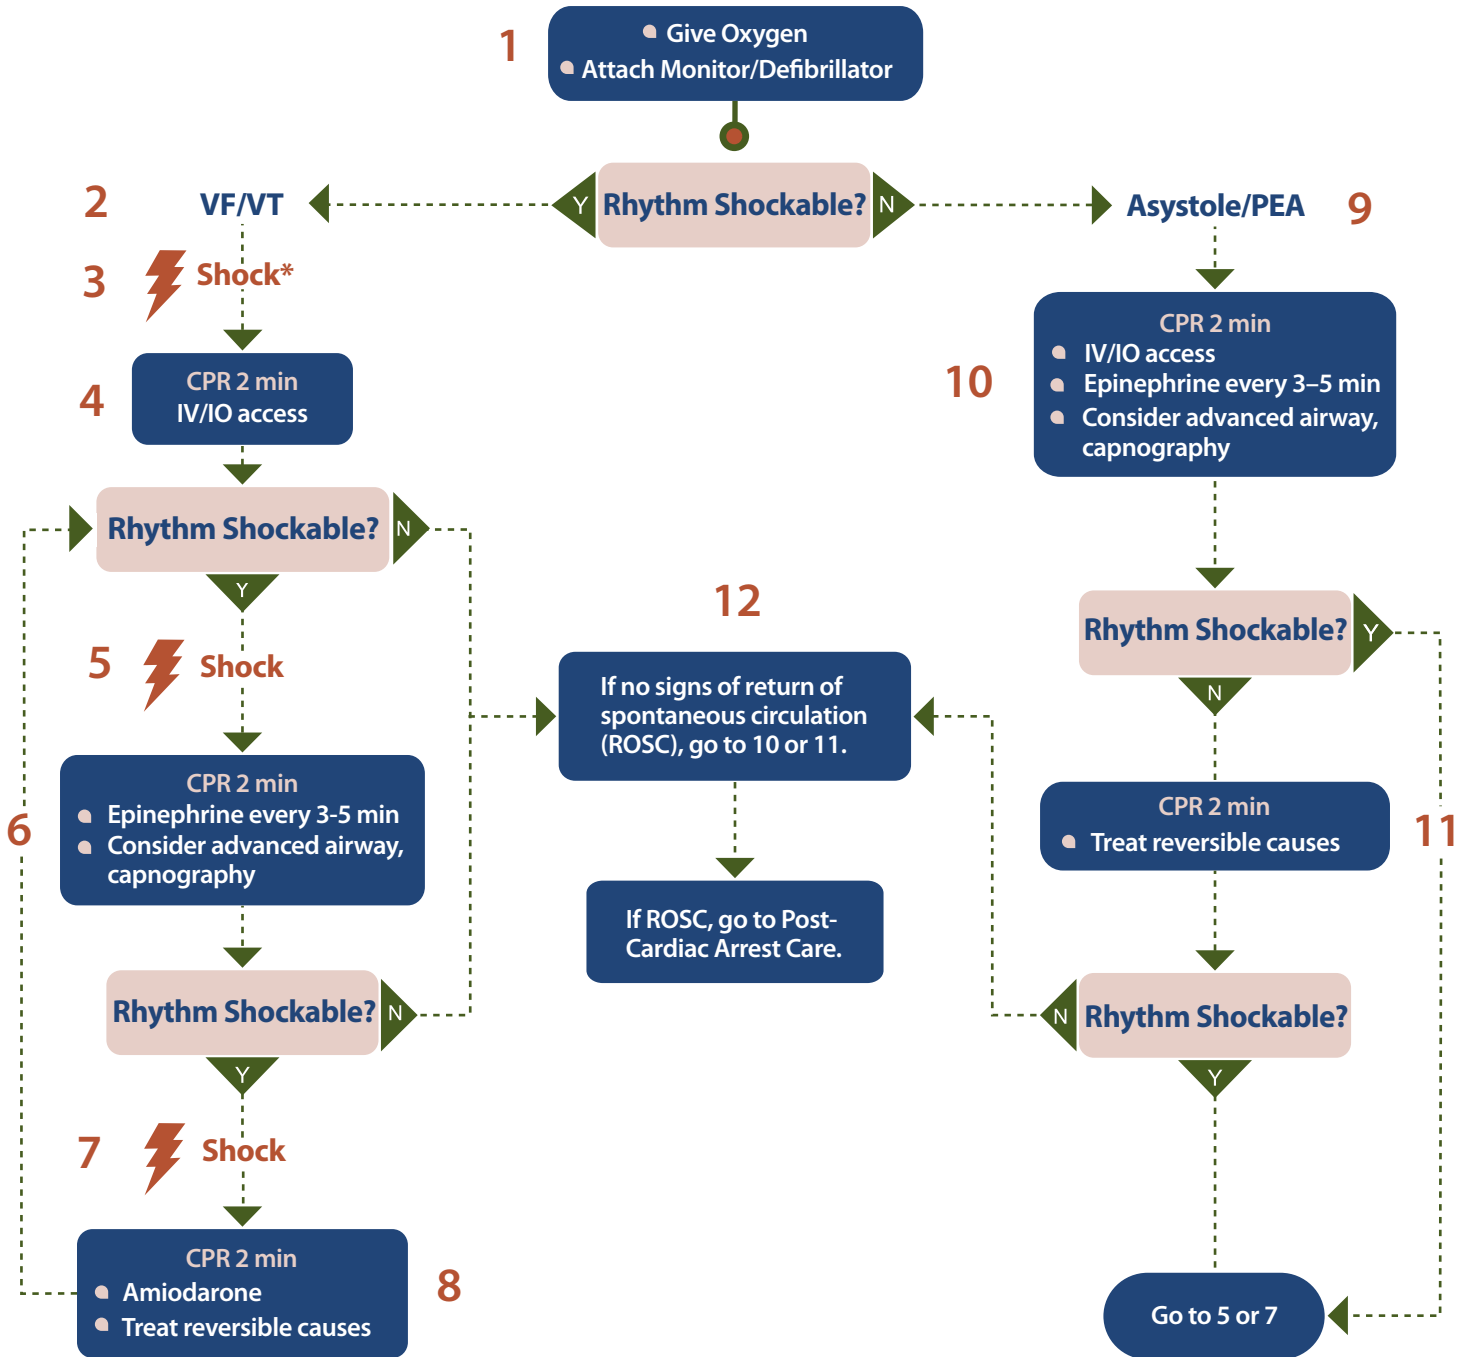 1
Give Oxygen
Attach Monitor/Defibrillator
2
VF/VT
Y
Rhythm Shockable?
N
Asystole/PEA
9
3
Shock*
4
CPR 2 min
IV/IO access
10
CPR 2 min
IV/IO access
Epinephrine every 3–5 min
Consider advanced airway,
capnography
Rhythm Shockable?
N
Y
5
Shock
12
If no signs of return of
spontaneous circulation
(ROSC), go to 10 or 11.
Rhythm Shockable?
Y
N
6
CPR 2 min
Epinephrine every 3-5 min
Consider advanced airway,
capnography
CPR 2 min
Treat reversible causes
11
If ROSC, go to Post-
Cardiac Arrest Care.
Rhythm Shockable?
N
Y
N
Rhythm Shockable?
Y
7
Shock
8
CPR 2 min
Amiodarone
Treat reversible causes
Go to 5 or 7